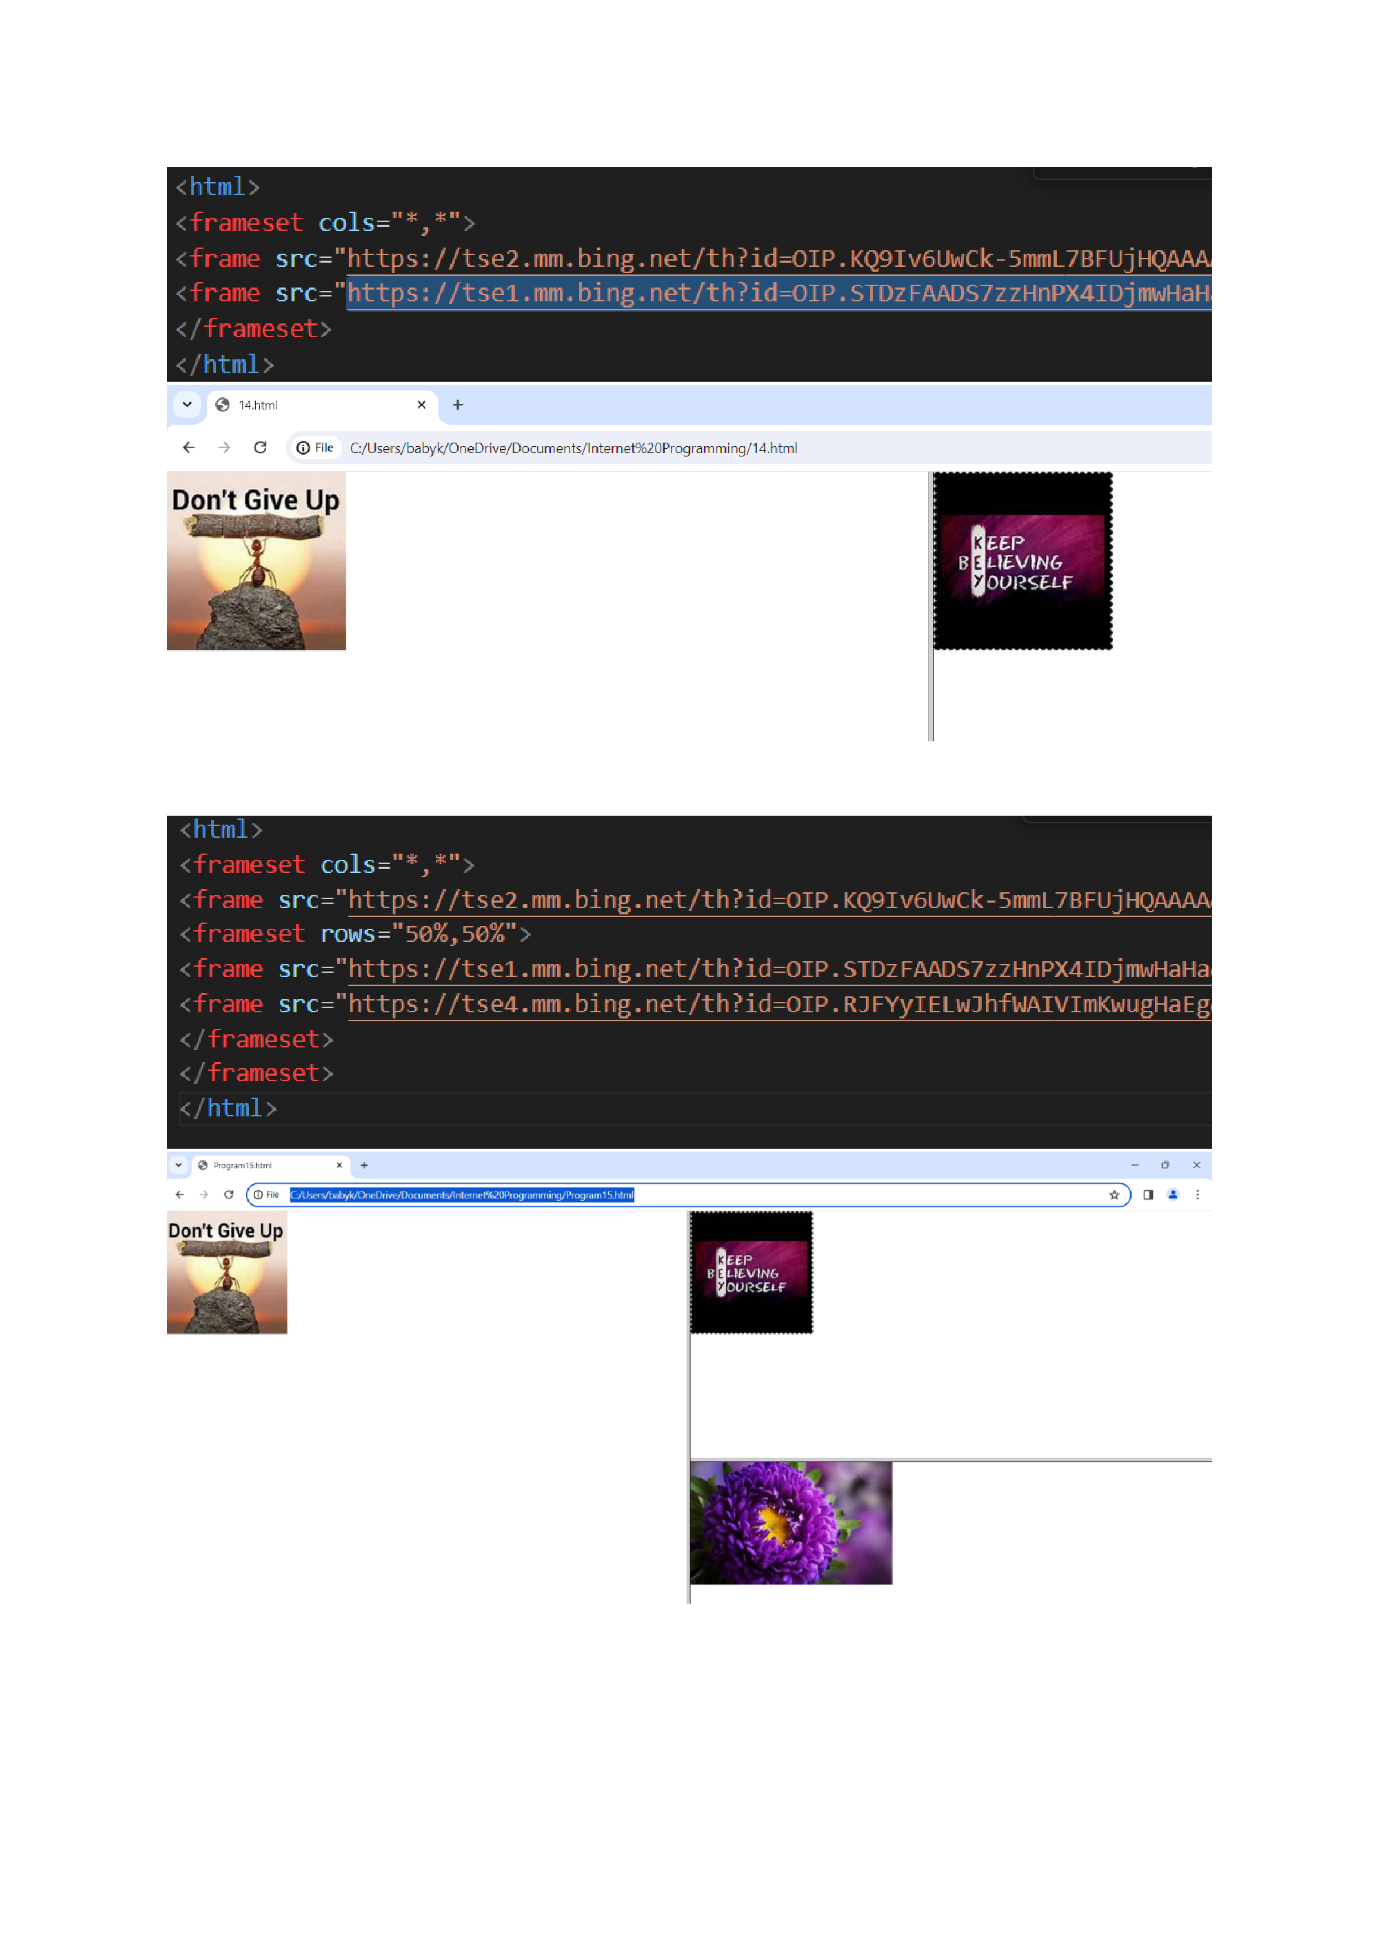 <html>
<frameset cols="*,*">
<frame src="https://tse2.mm.bing.net/th?id=OIP.KQ9Iv6UwCk-5mmL7BFUjHQAAAA
<frame src="https://tse1.mm.bing.net/th?id=OIP.STDzFAADS7zzHnPX4IDjmwHaH
</frameset>
</html>
14.html
File C:/Users/babyk/OneDrive/Documents/Internet%20Programming/14.html
Don't Give Up
KEEP
BELIEVING
YOURSELF
<html>
<frameset cols="*,*">
<frame src="https://tse2.mm.bing.net/th?id=OIP.KQ9Iv6UwCk-5mmL7BFUjHQAAAA
<frameset rows="50%,50%">
<frame src="https://tse1.mm.bing.net/th?id=OIP.STDzFAADS7zzHnPX4IDjmwHaHa
<frame src="https://tse4.mm.bing.net/th?id=OIP.RJFYyIELwJhfWAIVImKwugHaEg
</frameset>
</frameset>
</html>
Program15.html
File C:/Users/babyk/OneDrive/Documents/Internet%20Programming/Program15.html
Don't Give Up
KEEP
BELIEVING
YOURSELF